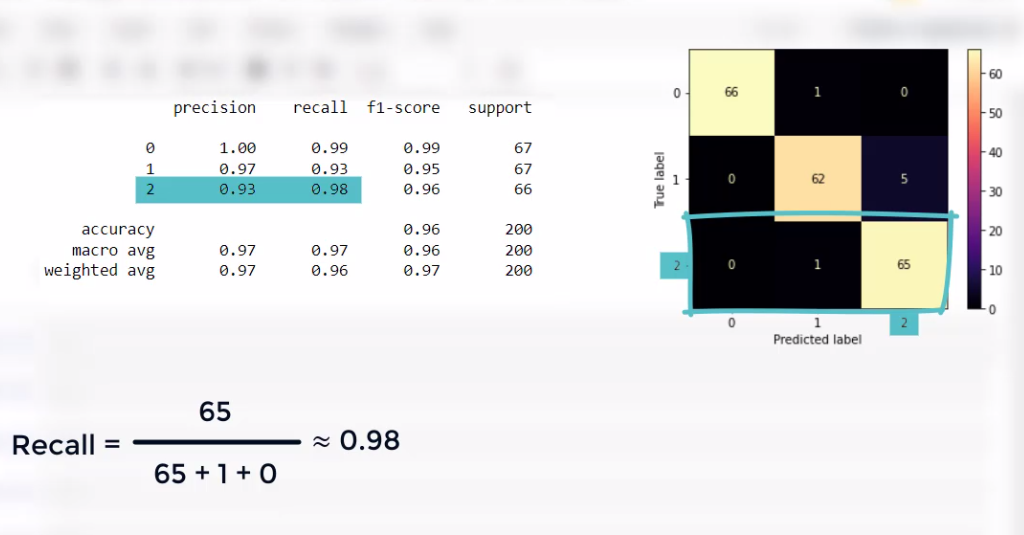 precision recall f1-score support
0 1.00 0.99 0.99 67
1 0.97 0.93 0.95 67
2 0.93 0.98 0.96 66
accuracy 0.96 200
macro avg 0.97 0.97 0.96 200
weighted avg 0.97 0.96 0.97 200
True label
0 66 1 0
1 0 62 5
2 0 1 65
0 1 2
Predicted label
60
50
40
30
20
10
0
65
Recall = ≈ 0.98
65 + 1 + 0